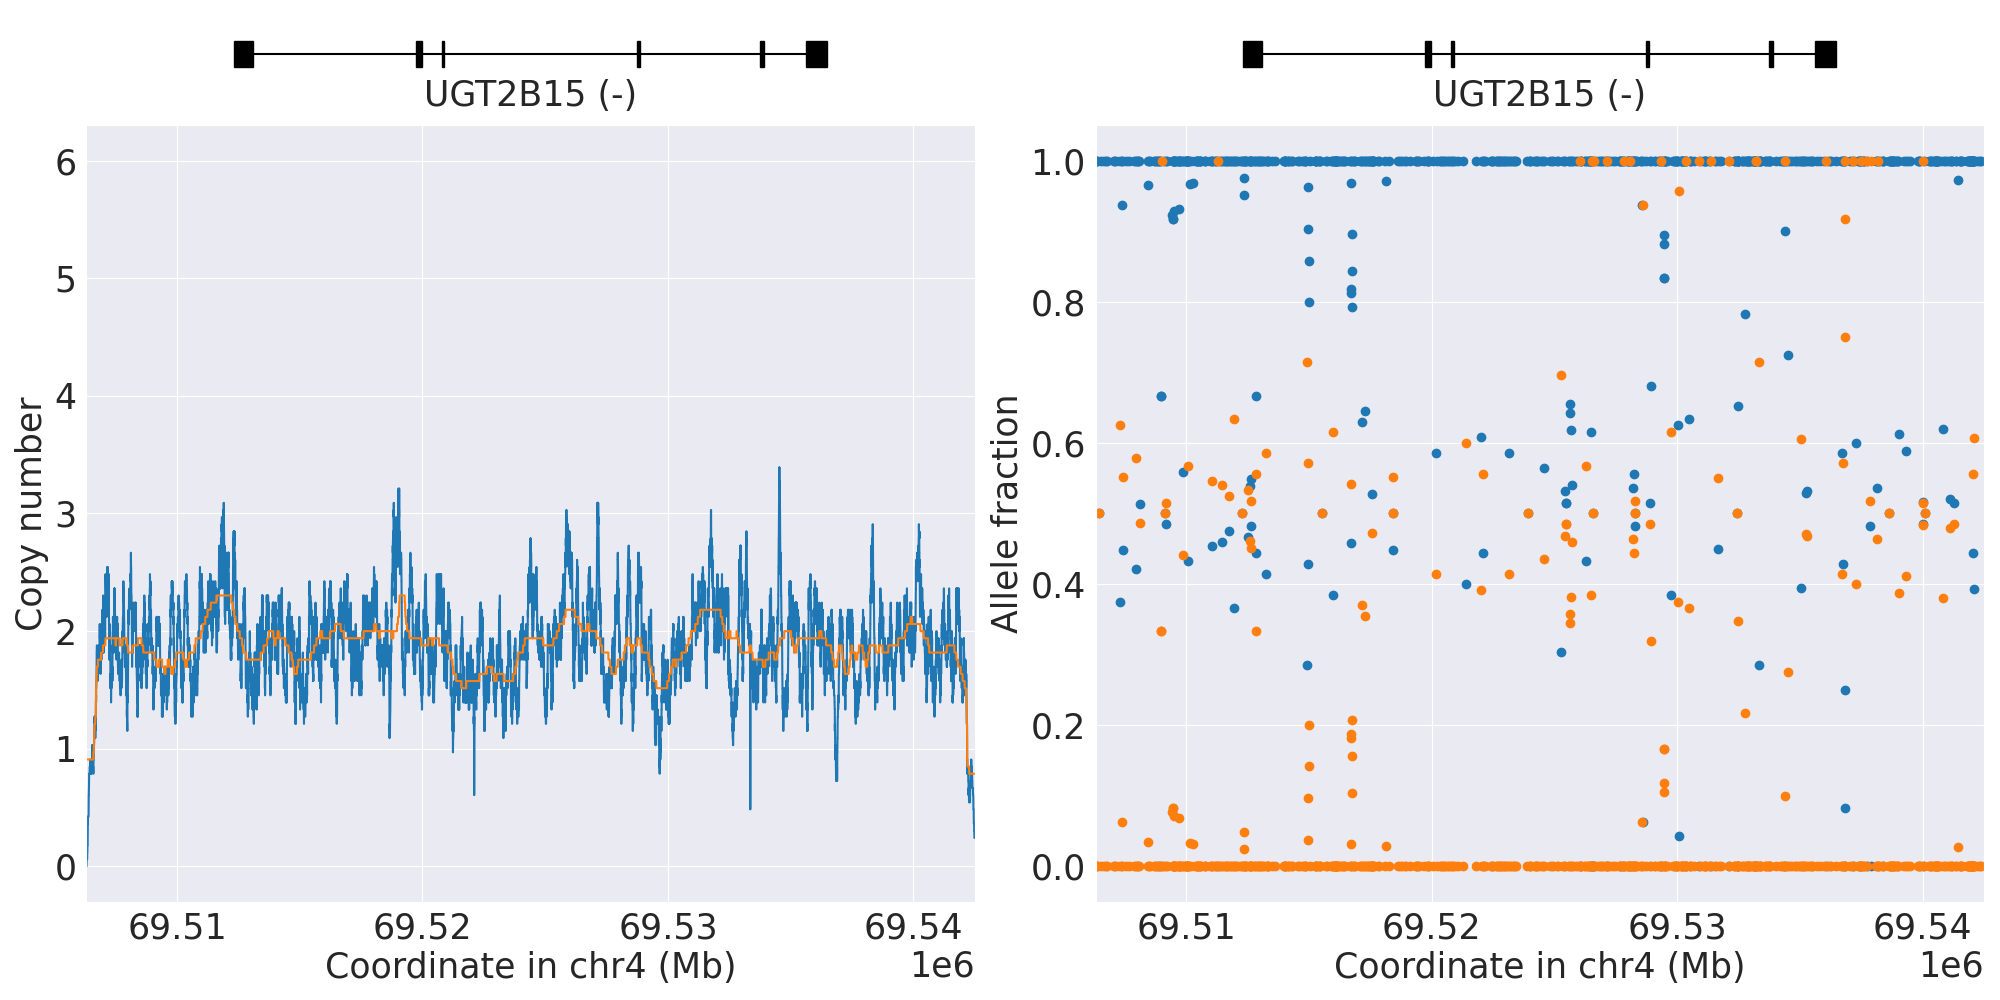 UGT2B15 (-)
6
5
4
3
2
1
0
Copy number
69.51 69.52 69.53 69.54
Coordinate in chr4 (Mb) 1e6
UGT2B15 (-)
1.0
0.8
0.6
0.4
0.2
0.0
Allele fraction
69.51 69.52 69.53 69.54
Coordinate in chr4 (Mb) 1e6